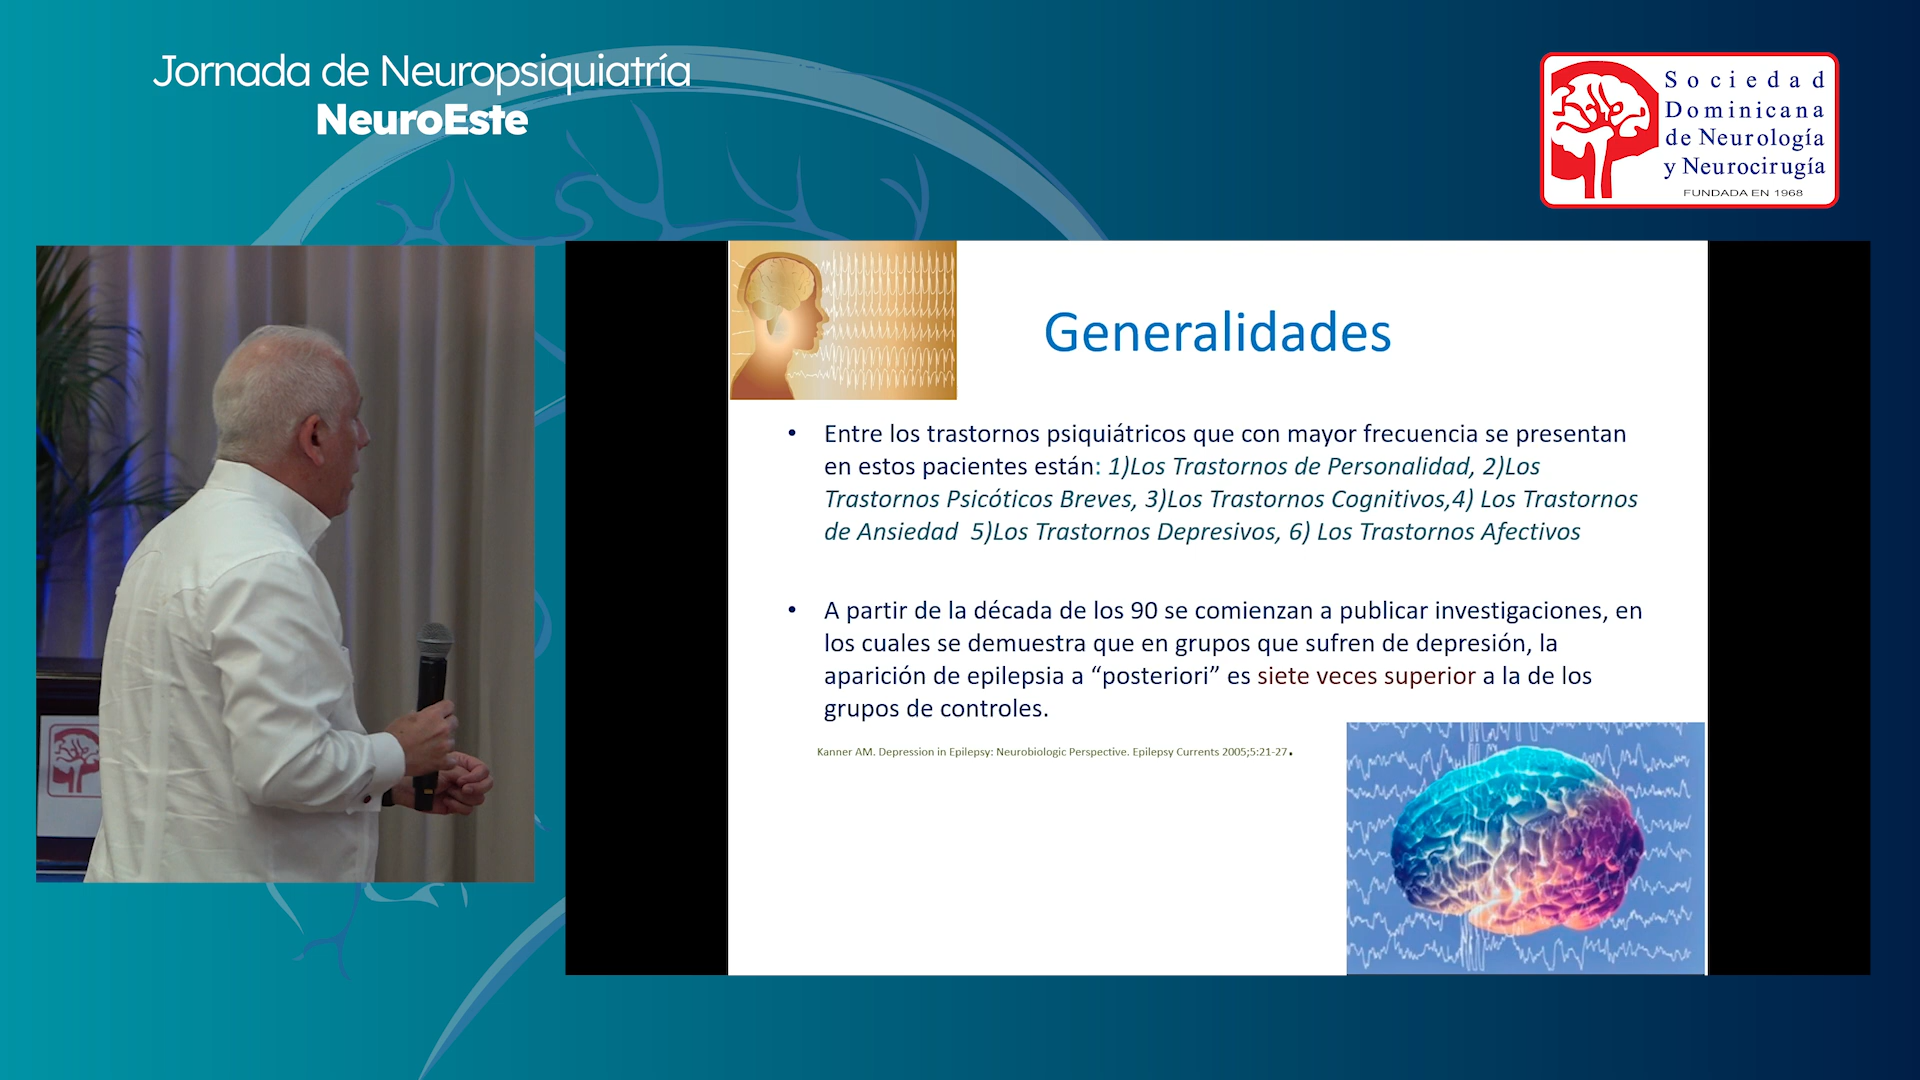 Jornada de Neuropsiquiatría
NeuroEste
Sociedad
Dominicana
de Neurología
y Neurocirugía
FUNDADA EN 1968
Generalidades
• Entre los trastornos psiquiátricos que con mayor frecuencia se presentan
en estos pacientes están: 1)Los Trastornos de Personalidad, 2)Los
Trastornos Psicóticos Breves, 3)Los Trastornos Cognitivos,4) Los Trastornos
de Ansiedad 5)Los Trastornos Depresivos, 6) Los Trastornos Afectivos
• A partir de la década de los 90 se comienzan a publicar investigaciones, en
los cuales se demuestra que en grupos que sufren de depresión, la
aparición de epilepsia a “posteriori” es siete veces superior a la de los
grupos de controles.
Kanner AM. Depression in Epilepsy: Neurobiologic Perspective. Epilepsy Currents 2005;5:21-27.